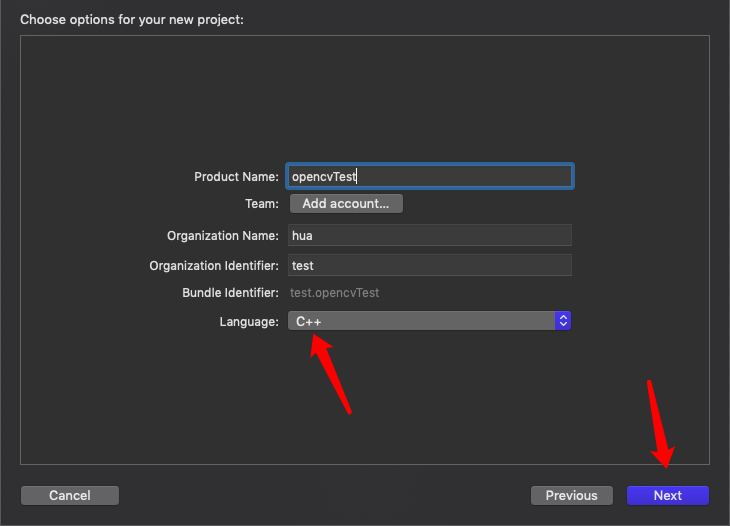 Choose options for your new project:
Product Name: opencvTest
Team: Add account...
Organization Name: hua
Organization Identifier: test
Bundle Identifier: test.opencvTest
Language: C++
Cancel Previous Next